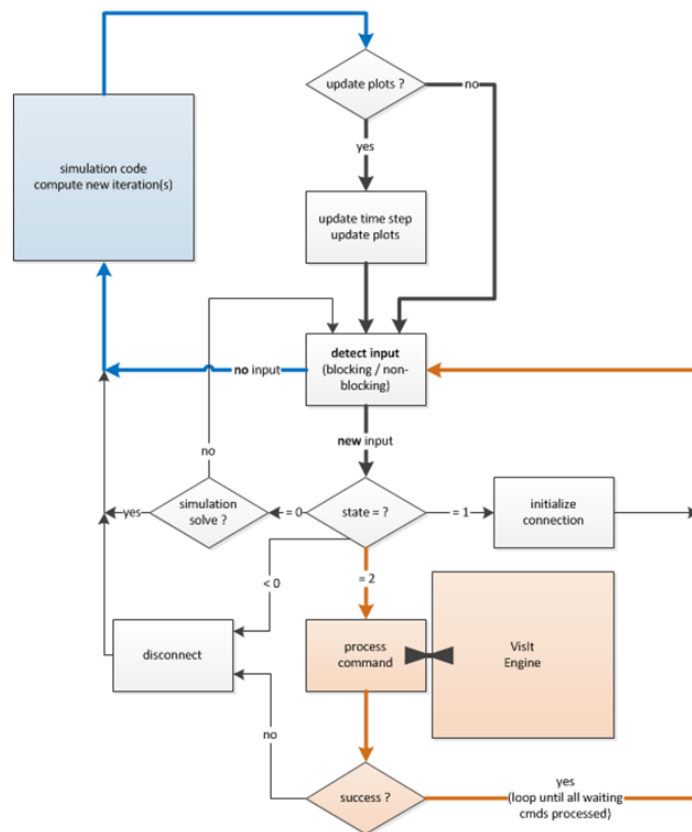 update plots ?
no
yes
simulation code
compute new iteration(s)
update time step
update plots
detect input
(blocking / non-
blocking)
no input
new input
no
simulation
solve ?
yes
= 0
state = ?
= 1
initialize
connection
< 0
= 2
disconnect
process
command
VisIt
Engine
no
success ?
yes
(loop until all waiting
cmds processed)